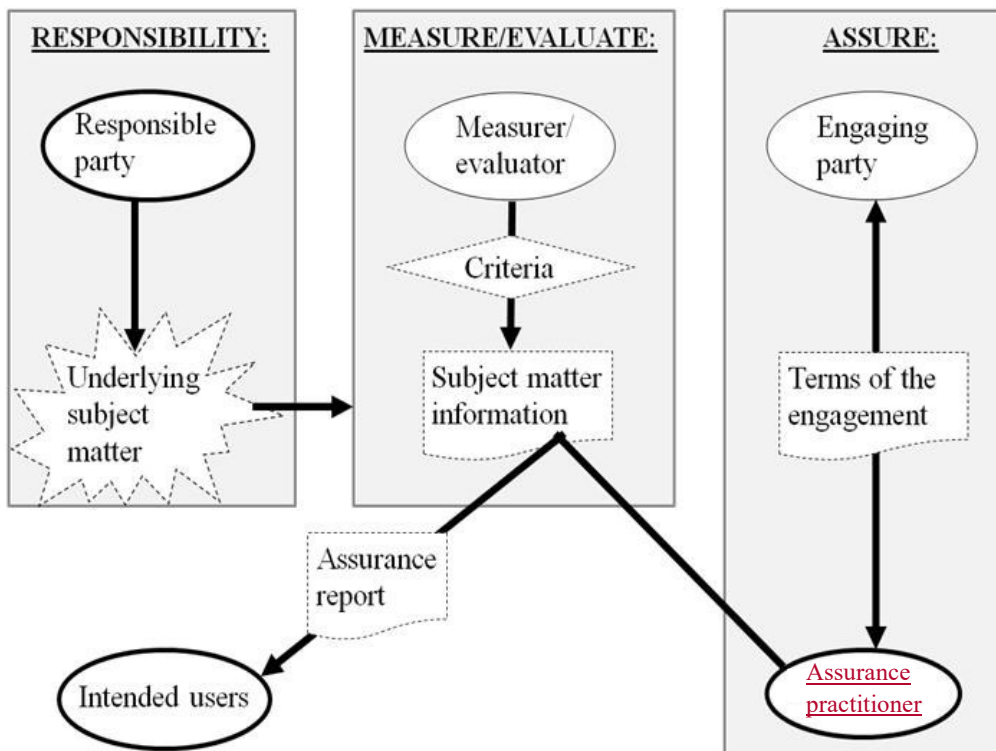 RESPONSIBILITY:
Responsible
party
Underlying
subject
matter
MEASURE/EVALUATE:
Measurer/
evaluator
Criteria
Subject matter
information
ASSURE:
Engaging
party
Terms of the
engagement
Assurance
practitioner
Assurance
report
Intended users